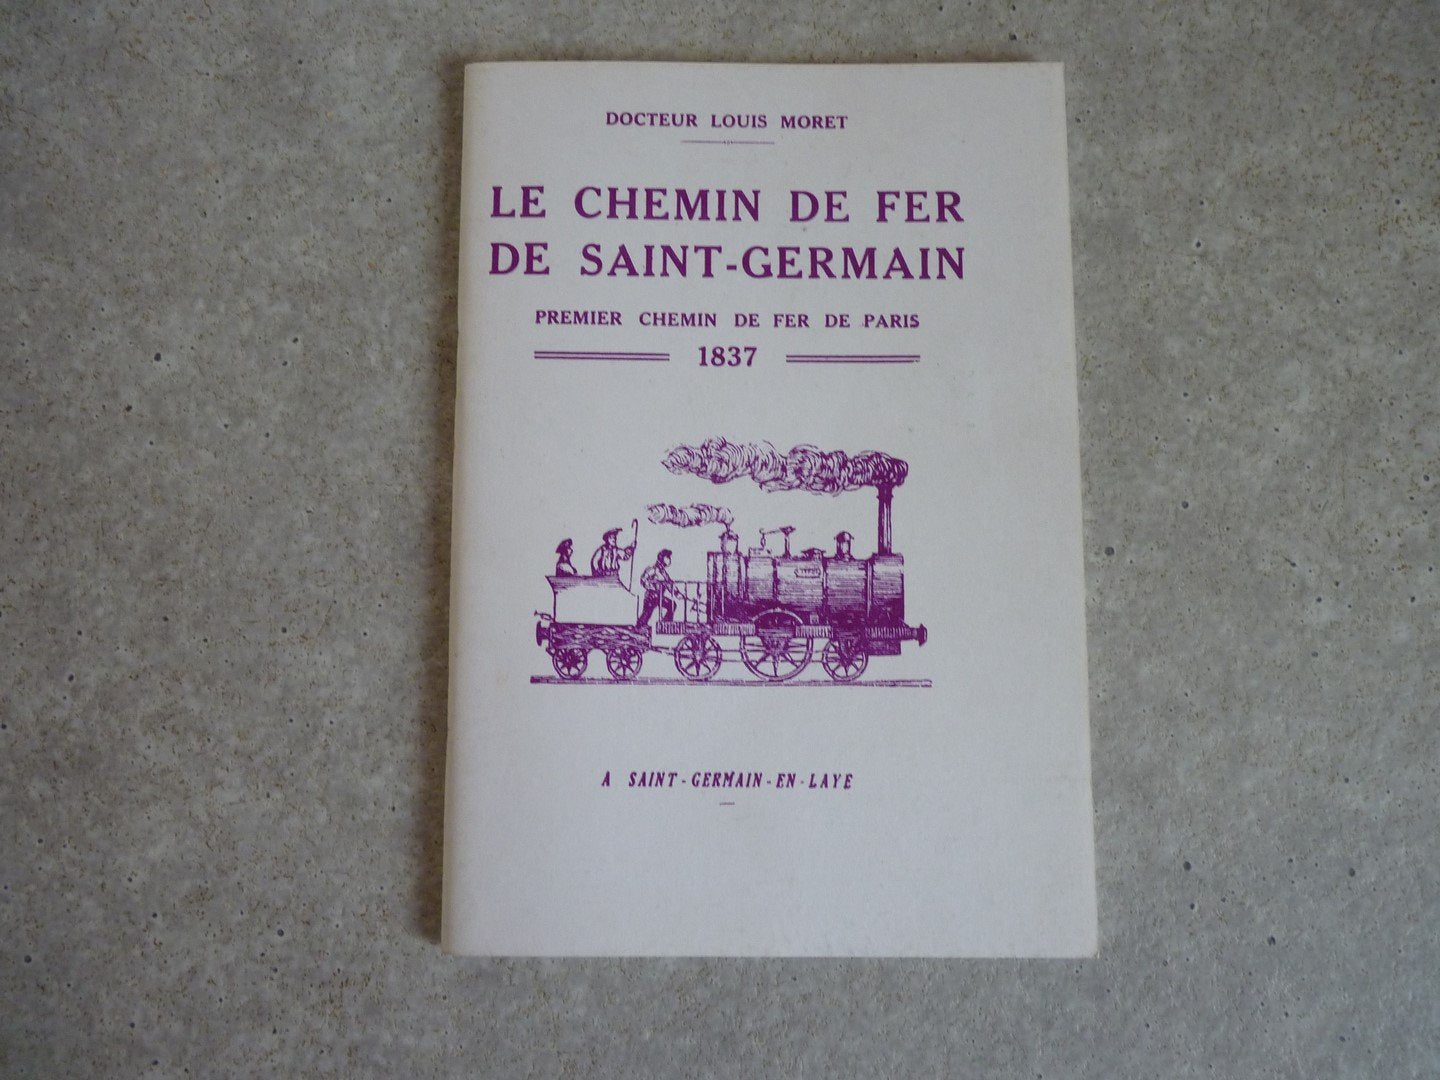 DOCTEUR LOUIS MORET
LE CHEMIN DE FER
DE SAINT-GERMAIN
PREMIER CHEMIN DE FER DE PARIS
1837
A SAINT-GERMAIN-EN-LAYE